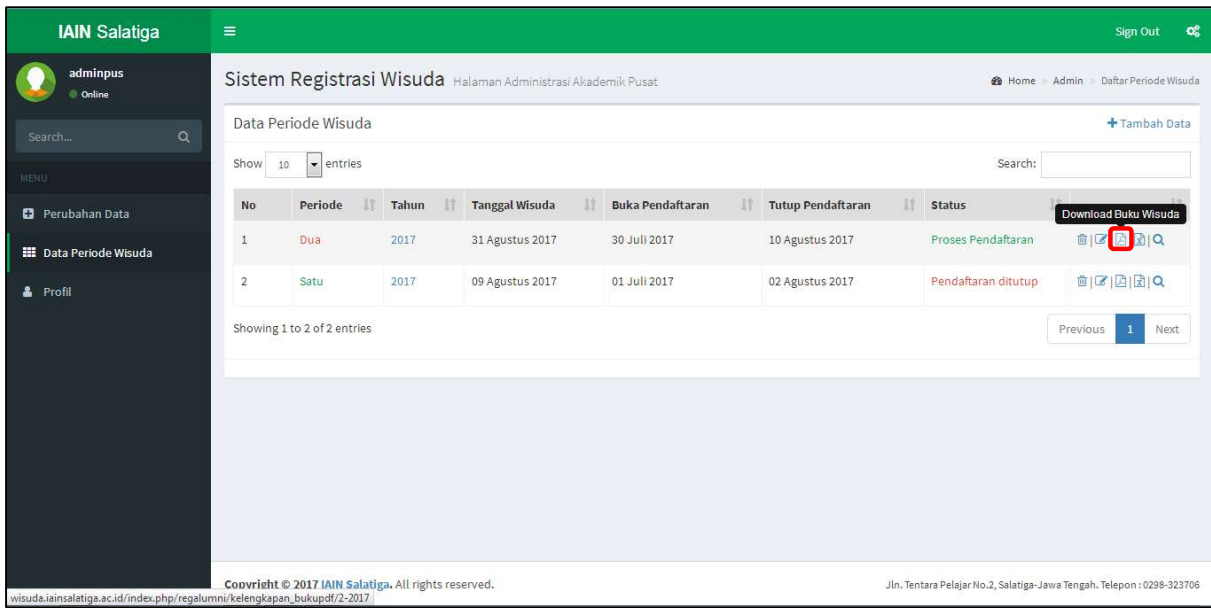 IAIN Salatiga
Sign Out
adminpus
Online
Sistem Registrasi Wisuda Halaman Administrasi Akademik Pusat
Home > Admin > Daftar Periode Wisuda
Search...
Data Periode Wisuda
Tambah Data
Show 10 entries
Search:
MENU
No Periode Tahun Tanggal Wisuda Buka Pendaftaran Tutup Pendaftaran Status
Download Buku Wisuda
Perubahan Data
1 Dua 2017 31 Agustus 2017 30 Juli 2017 10 Agustus 2017 Proses Pendaftaran
Data Periode Wisuda
2 Satu 2017 09 Agustus 2017 01 Juli 2017 02 Agustus 2017 Pendaftaran ditutup
Profil
Showing 1 to 2 of 2 entries
Previous 1 Next
Copyright © 2017 IAIN Salatiga. All rights reserved.
Jln. Tentara Pelajar No.2, Salatiga-Jawa Tengah. Telepon : 0298-323706
wisuda.iainsalatiga.ac.id/index.php/regalumni/kelengkapan_bukupdf/2-2017